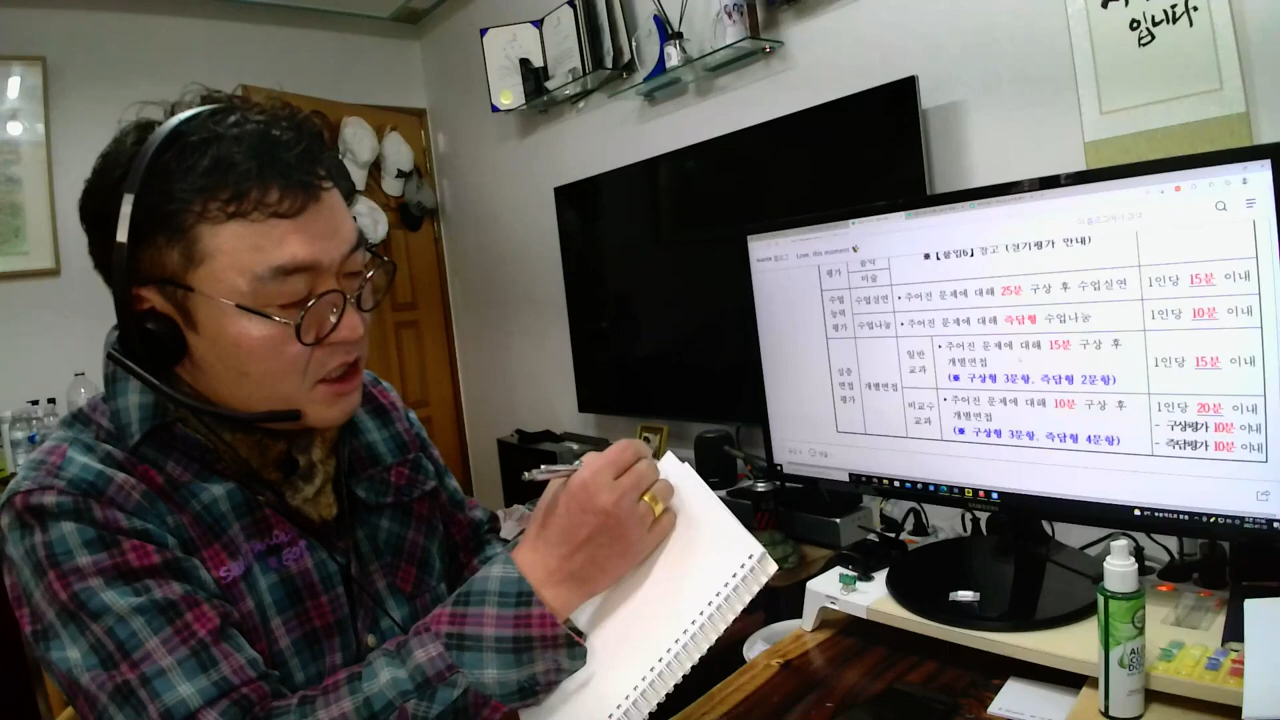 입니다.
Love, this moment
※ [붙임6] 참고 (실기평가 안내)
평가
음악
미술
수업
능력
평가
수업실연
• 주어진 문제에 대해 25분 구상 후 수업실연
1인당 15분 이내
수업나눔
• 주어진 문제에 대해 즉답형 수업나눔
1인당 10분 이내
심층
면접
평가
개별면접
일반
교과
• 주어진 문제에 대해 15분 구상 후
개별면접
(※ 구상형 3문항, 즉답형 2문항)
1인당 15분 이내
비교수
교과
• 주어진 문제에 대해 10분 구상 후
개별면접
(※ 구상형 3문항, 즉답형 4문항)
1인당 20분 이내
- 구상평가 10분 이내
- 즉답평가 10분 이내